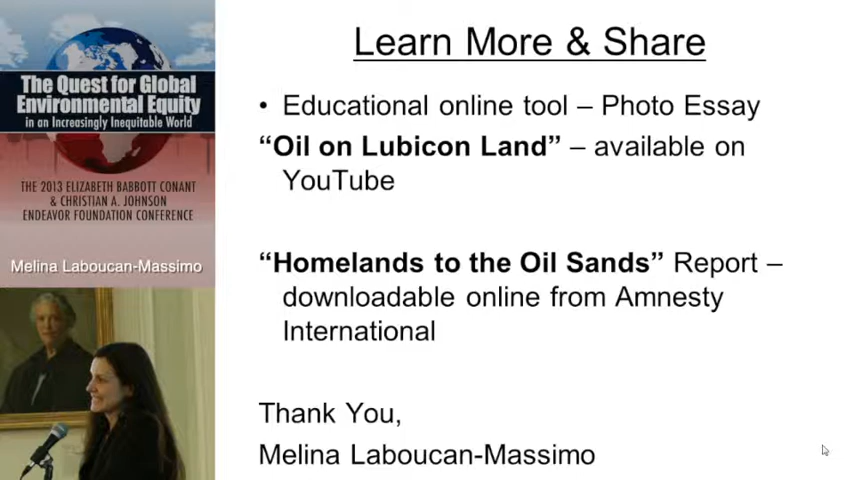 The Quest for Global
Environmental Equity
in an Increasingly Inequitable World
THE 2013 ELIZABETH BABBOTT CONANT
& CHRISTIAN A. JOHNSON
ENDEAVOR FOUNDATION CONFERENCE
Melina Laboucan-Massimo
Learn More & Share
• Educational online tool – Photo Essay
“Oil on Lubicon Land” – available on
YouTube
“Homelands to the Oil Sands” Report –
downloadable online from Amnesty
International
Thank You,
Melina Laboucan-Massimo